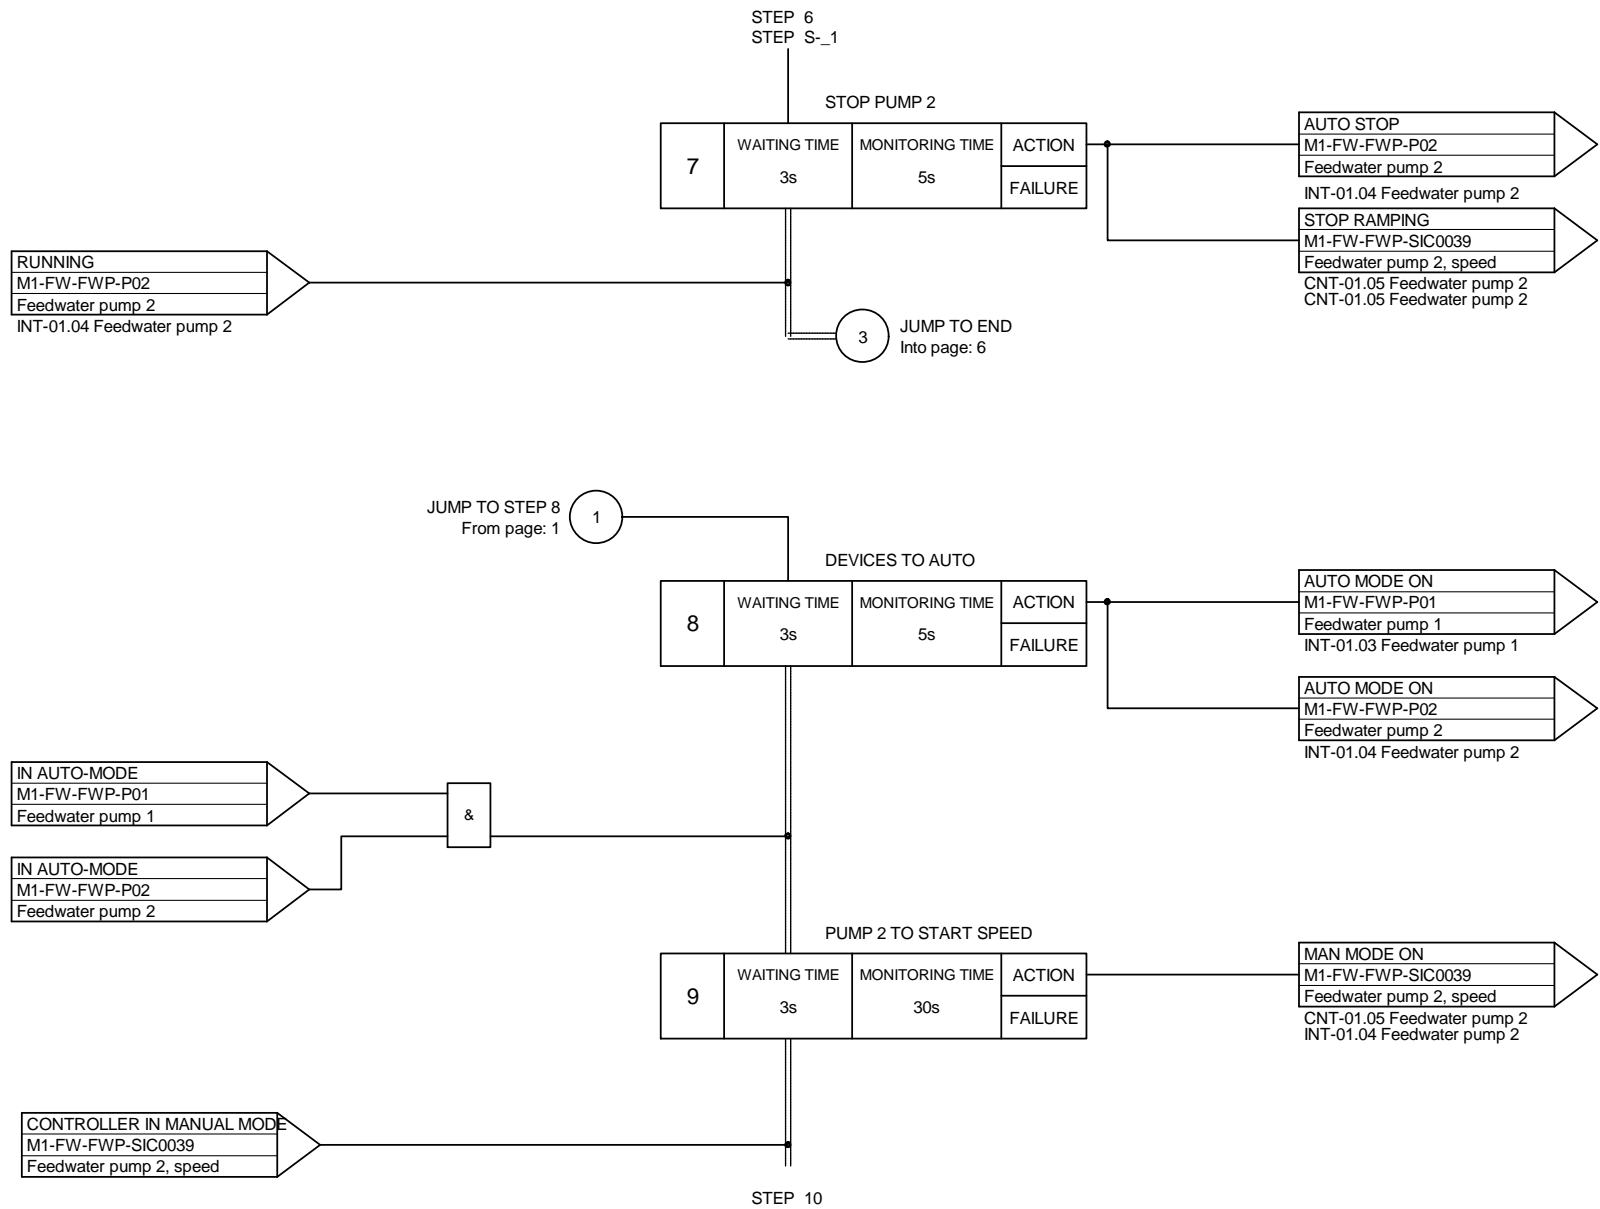 STEP 6
STEP S-_1
STOP PUMP 2
7
WAITING TIME
3s
MONITORING TIME
5s
ACTION
FAILURE
AUTO STOP
M1-FW-FWP-P02
Feedwater pump 2
INT-01.04 Feedwater pump 2
STOP RAMPING
M1-FW-FWP-SIC0039
Feedwater pump 2, speed
CNT-01.05 Feedwater pump 2
CNT-01.05 Feedwater pump 2
RUNNING
M1-FW-FWP-P02
Feedwater pump 2
INT-01.04 Feedwater pump 2
3
JUMP TO END
Into page: 6
JUMP TO STEP 8
From page: 1
1
DEVICES TO AUTO
8
WAITING TIME
3s
MONITORING TIME
5s
ACTION
FAILURE
AUTO MODE ON
M1-FW-FWP-P01
Feedwater pump 1
INT-01.03 Feedwater pump 1
AUTO MODE ON
M1-FW-FWP-P02
Feedwater pump 2
INT-01.04 Feedwater pump 2
IN AUTO-MODE
M1-FW-FWP-P01
Feedwater pump 1
&
IN AUTO-MODE
M1-FW-FWP-P02
Feedwater pump 2
PUMP 2 TO START SPEED
9
WAITING TIME
3s
MONITORING TIME
30s
ACTION
FAILURE
MAN MODE ON
M1-FW-FWP-SIC0039
Feedwater pump 2, speed
CNT-01.05 Feedwater pump 2
INT-01.04 Feedwater pump 2
CONTROLLER IN MANUAL MODE
M1-FW-FWP-SIC0039
Feedwater pump 2, speed
STEP 10